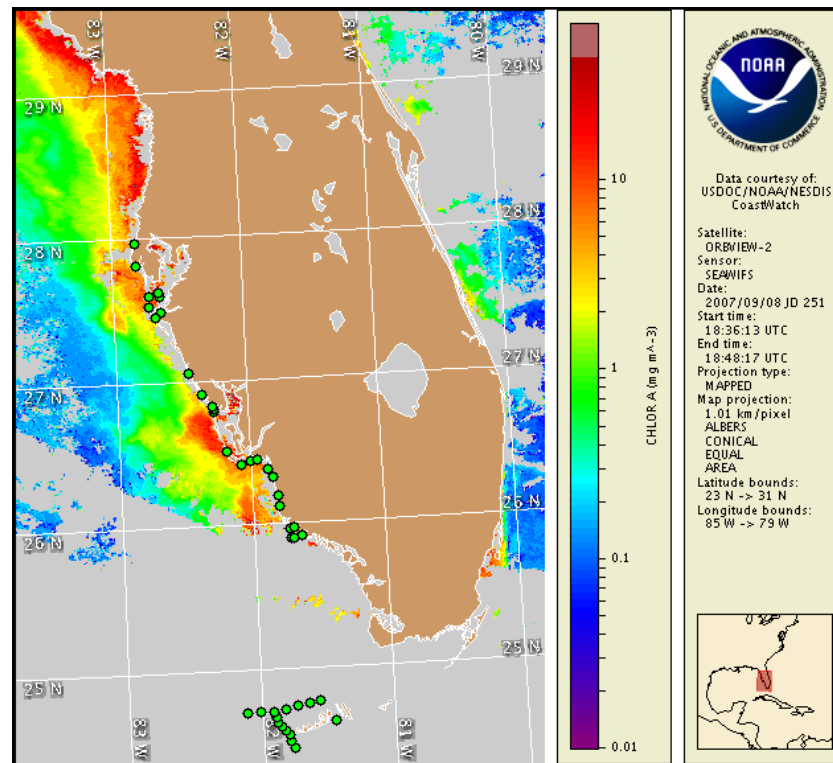 83 W
82 W
81 W
80 W
29 N
29 N
28 N
28 N
27 N
27 N
26 N
26 N
25 N
25 N
83 W
82 W
81 W
10
1
0.1
0.01
CHLOR A (mg m^-3)
NATIONAL OCEANIC AND ATMOSPHERIC ADMINISTRATION
NOAA
U.S. DEPARTMENT OF COMMERCE
Data courtesy of:
USDOC/NOAA/NESDIS
CoastWatch
Satellite:
ORBVIEW-2
Sensor:
SEAWIFS
Date:
2007/09/08 JD 251
Start time:
18:36:13 UTC
End time:
18:48:17 UTC
Projection type:
MAPPED
Map projection:
1.01 km/pixel
ALBERS
CONICAL
EQUAL
AREA
Latitude bounds:
23 N -> 31 N
Longitude bounds:
85 W -> 79 W